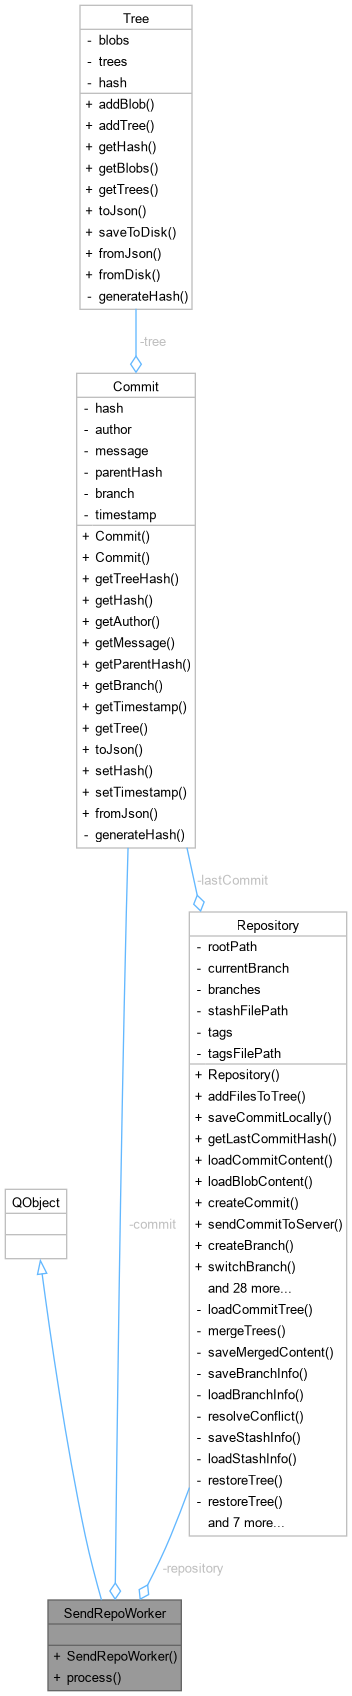 Tree
- blobs
- trees
- hash
+ addBlob()
+ addTree()
+ getHash()
+ getBlobs()
+ getTrees()
+ toJson()
+ saveToDisk()
+ fromJson()
+ fromDisk()
- generateHash()
-tree
Commit
- hash
- author
- message
- parentHash
- branch
- timestamp
+ Commit()
+ Commit()
+ getTreeHash()
+ getHash()
+ getAuthor()
+ getMessage()
+ getParentHash()
+ getBranch()
+ getTimestamp()
+ getTree()
+ toJson()
+ setHash()
+ setTimestamp()
+ fromJson()
- generateHash()
-lastCommit
Repository
- rootPath
- currentBranch
- branches
- stashFilePath
- tags
- tagsFilePath
+ Repository()
+ addFilesToTree()
+ saveCommitLocally()
+ getLastCommitHash()
+ loadCommitContent()
+ loadBlobContent()
+ createCommit()
+ sendCommitToServer()
+ createBranch()
+ switchBranch()
and 28 more...
- loadCommitTree()
- mergeTrees()
- saveMergedContent()
- saveBranchInfo()
- loadBranchInfo()
- resolveConflict()
- saveStashInfo()
- loadStashInfo()
- restoreTree()
- restoreTree()
and 7 more...
QObject
-commit
-repository
SendRepoWorker
+ SendRepoWorker()
+ process()